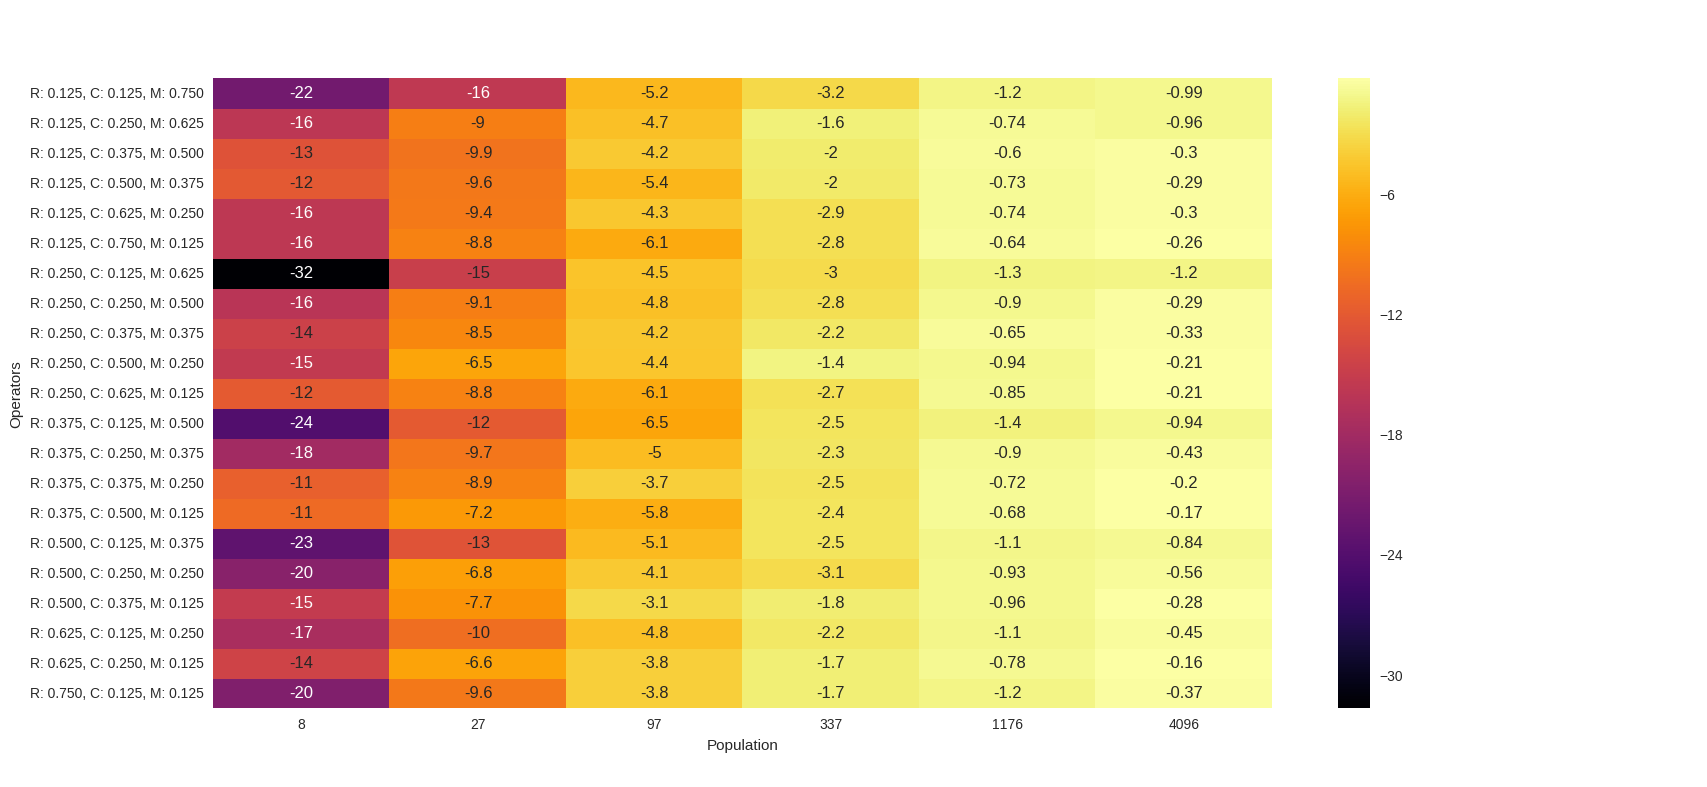 R: 0.125, C: 0.125, M: 0.750 -22 -16 -5.2 -3.2 -1.2 -0.99
R: 0.125, C: 0.250, M: 0.625 -16 -9 -4.7 -1.6 -0.74 -0.96
R: 0.125, C: 0.375, M: 0.500 -13 -9.9 -4.2 -2 -0.6 -0.3
R: 0.125, C: 0.500, M: 0.375 -12 -9.6 -5.4 -2 -0.73 -0.29
R: 0.125, C: 0.625, M: 0.250 -16 -9.4 -4.3 -2.9 -0.74 -0.3
R: 0.125, C: 0.750, M: 0.125 -16 -8.8 -6.1 -2.8 -0.64 -0.26
R: 0.250, C: 0.125, M: 0.625 -32 -15 -4.5 -3 -1.3 -1.2
R: 0.250, C: 0.250, M: 0.500 -16 -9.1 -4.8 -2.8 -0.9 -0.29
R: 0.250, C: 0.375, M: 0.375 -14 -8.5 -4.2 -2.2 -0.65 -0.33
R: 0.250, C: 0.500, M: 0.250 -15 -6.5 -4.4 -1.4 -0.94 -0.21
R: 0.250, C: 0.625, M: 0.125 -12 -8.8 -6.1 -2.7 -0.85 -0.21
R: 0.375, C: 0.125, M: 0.500 -24 -12 -6.5 -2.5 -1.4 -0.94
R: 0.375, C: 0.250, M: 0.375 -18 -9.7 -5 -2.3 -0.9 -0.43
R: 0.375, C: 0.375, M: 0.250 -11 -8.9 -3.7 -2.5 -0.72 -0.2
R: 0.375, C: 0.500, M: 0.125 -11 -7.2 -5.8 -2.4 -0.68 -0.17
R: 0.500, C: 0.125, M: 0.375 -23 -13 -5.1 -2.5 -1.1 -0.84
R: 0.500, C: 0.250, M: 0.250 -20 -6.8 -4.1 -3.1 -0.93 -0.56
R: 0.500, C: 0.375, M: 0.125 -15 -7.7 -3.1 -1.8 -0.96 -0.28
R: 0.625, C: 0.125, M: 0.250 -17 -10 -4.8 -2.2 -1.1 -0.45
R: 0.625, C: 0.250, M: 0.125 -14 -6.6 -3.8 -1.7 -0.78 -0.16
R: 0.750, C: 0.125, M: 0.125 -20 -9.6 -3.8 -1.7 -1.2 -0.37
8 27 97 337 1176 4096
Population
Operators
−6
−12
−18
−24
−30